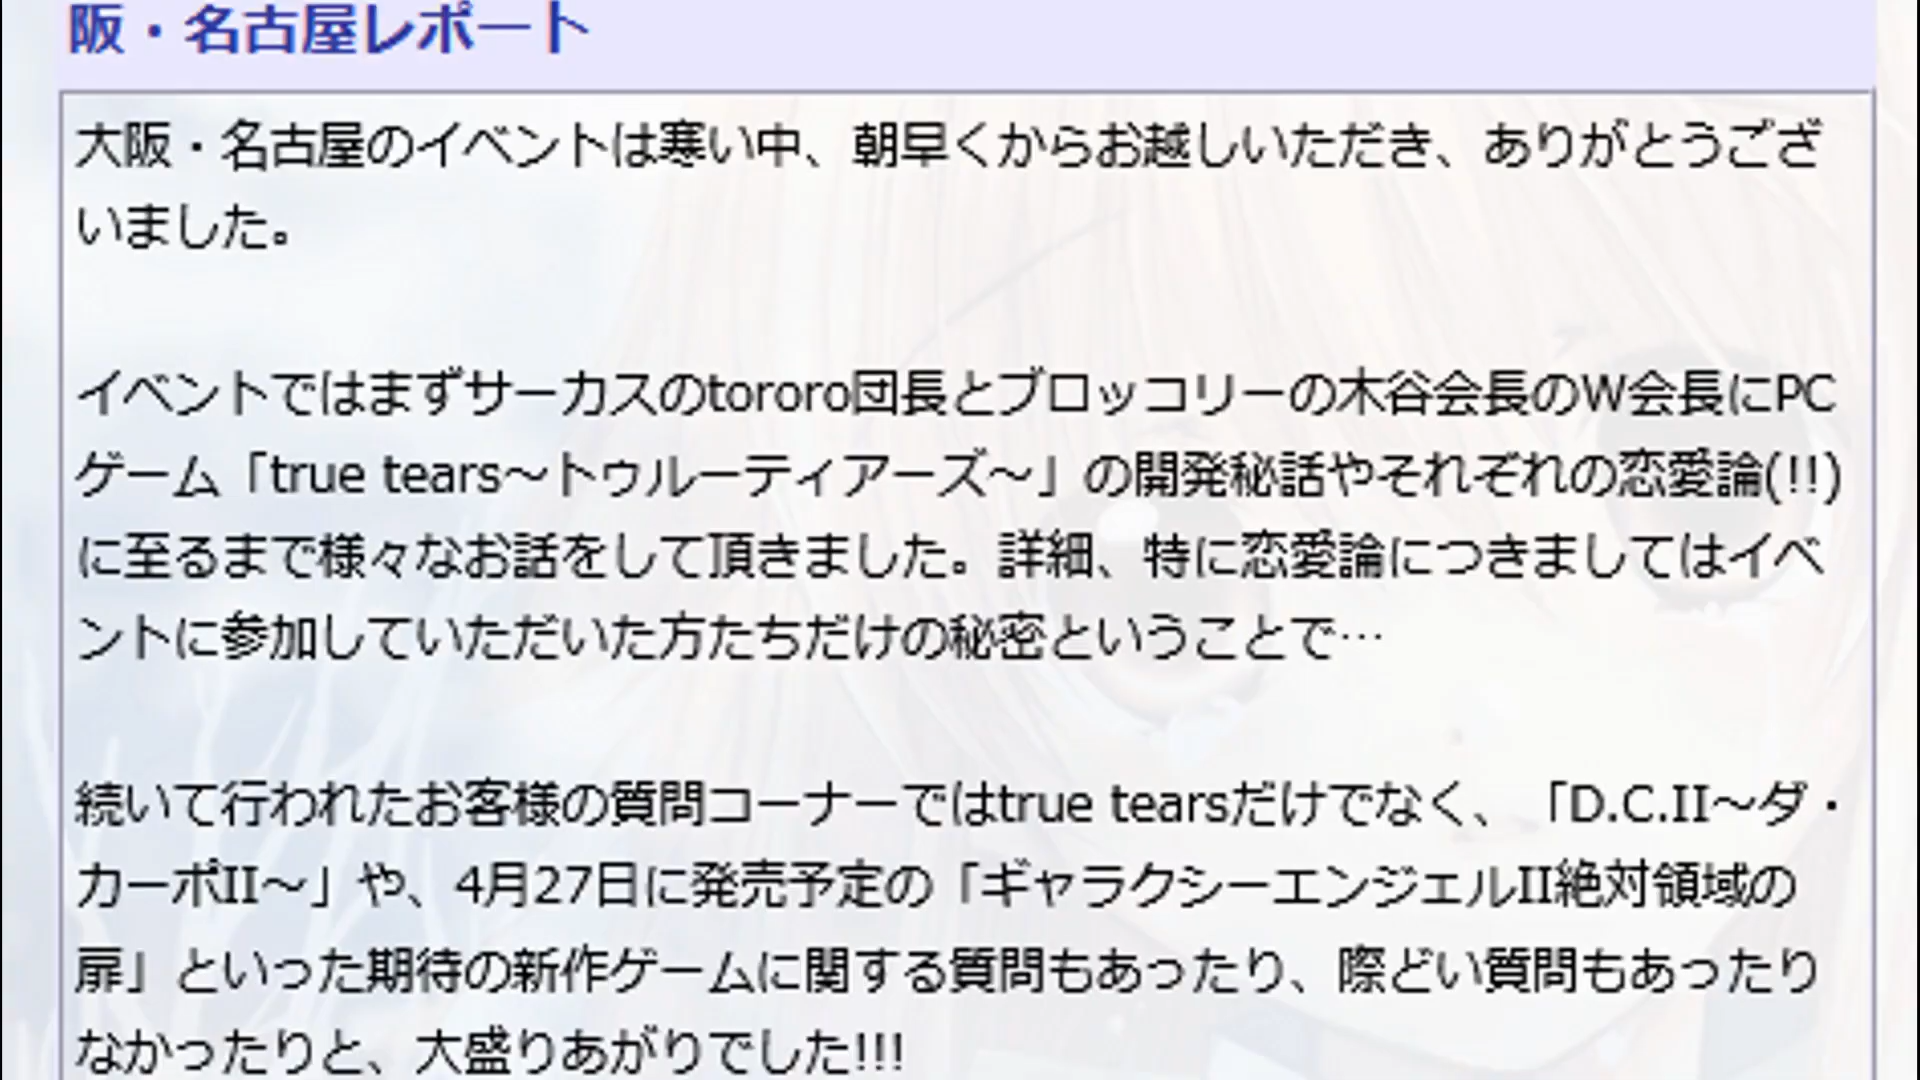 阪・名古屋レポート
大阪・名古屋のイベントは寒い中、朝早くからお越しいただき、ありがとうござ
いました。
イベントではまずサーカスのtororo団長とブロッコリーの木谷会長のW会長にPC
ゲーム「true tears～トゥルーティアーズ～」の開発秘話やそれぞれの恋愛論(!!)
に至るまで様々なお話をして頂きました。詳細、特に恋愛論につきましてはイベ
ントに参加していただいた方たちだけの秘密ということで…
続いて行われたお客様の質問コーナーではtrue tearsだけでなく、「D.C.II～ダ・
カーポII～」や、4月27日に発売予定の「ギャラクシーエンジェルII絶対領域の
扉」といった期待の新作ゲームに関する質問もあったり、際どい質問もあったり
なかったりと、大盛りあがりでした!!!